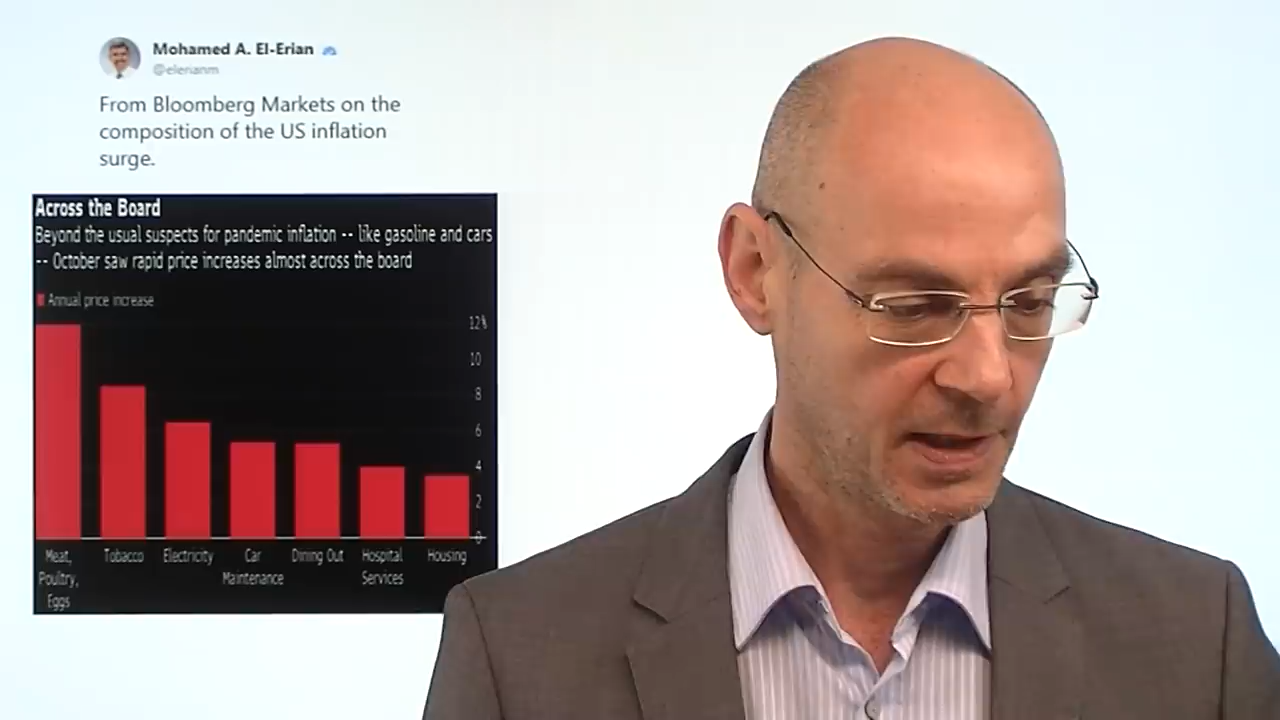 Mohamed A. El-Erian
@elerianm
From Bloomberg Markets on the
composition of the US inflation
surge.
Across the Board
Beyond the usual suspects for pandemic inflation -- like gasoline and cars
-- October saw rapid price increases almost across the board
Annual price increase
12%
10
8
6
4
2
0
Meat, Poultry, Eggs
Tobacco
Electricity
Car Maintenance
Dining Out
Hospital Services
Housing